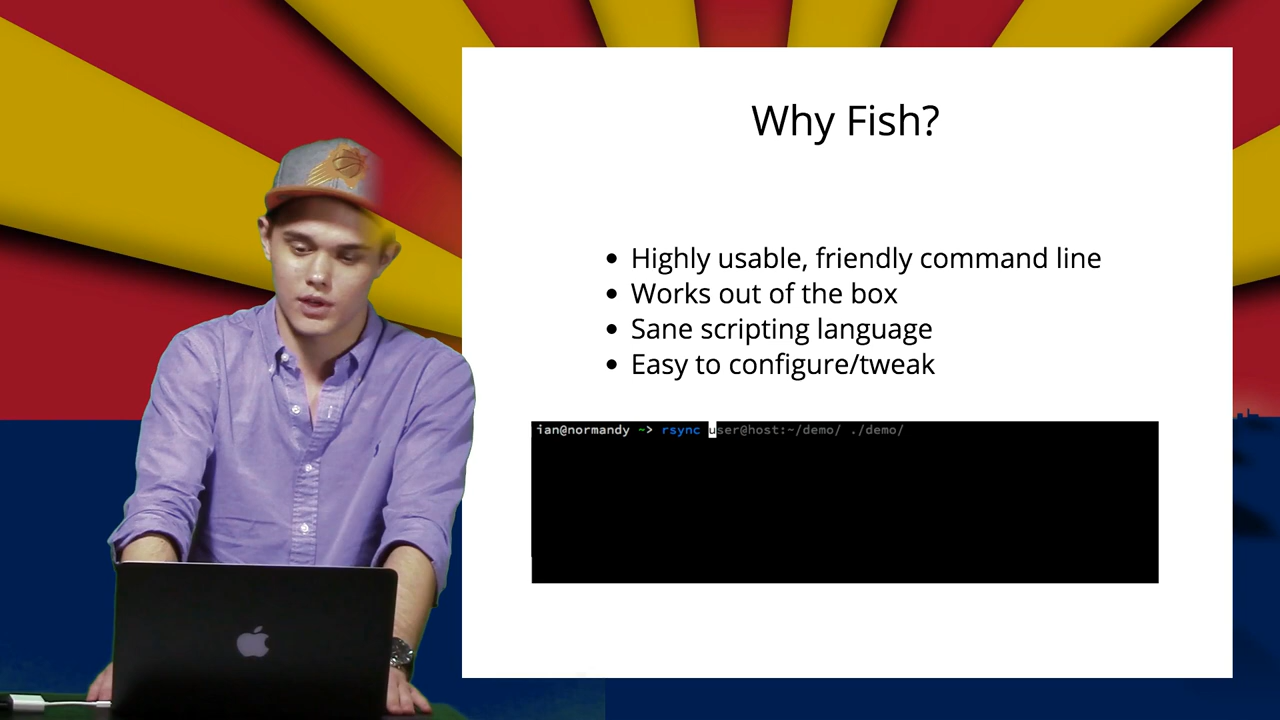 Why Fish?
Highly usable, friendly command line
Works out of the box
Sane scripting language
Easy to configure/tweak
ian@normandy ~> rsync user@host:~/demo/ ./demo/